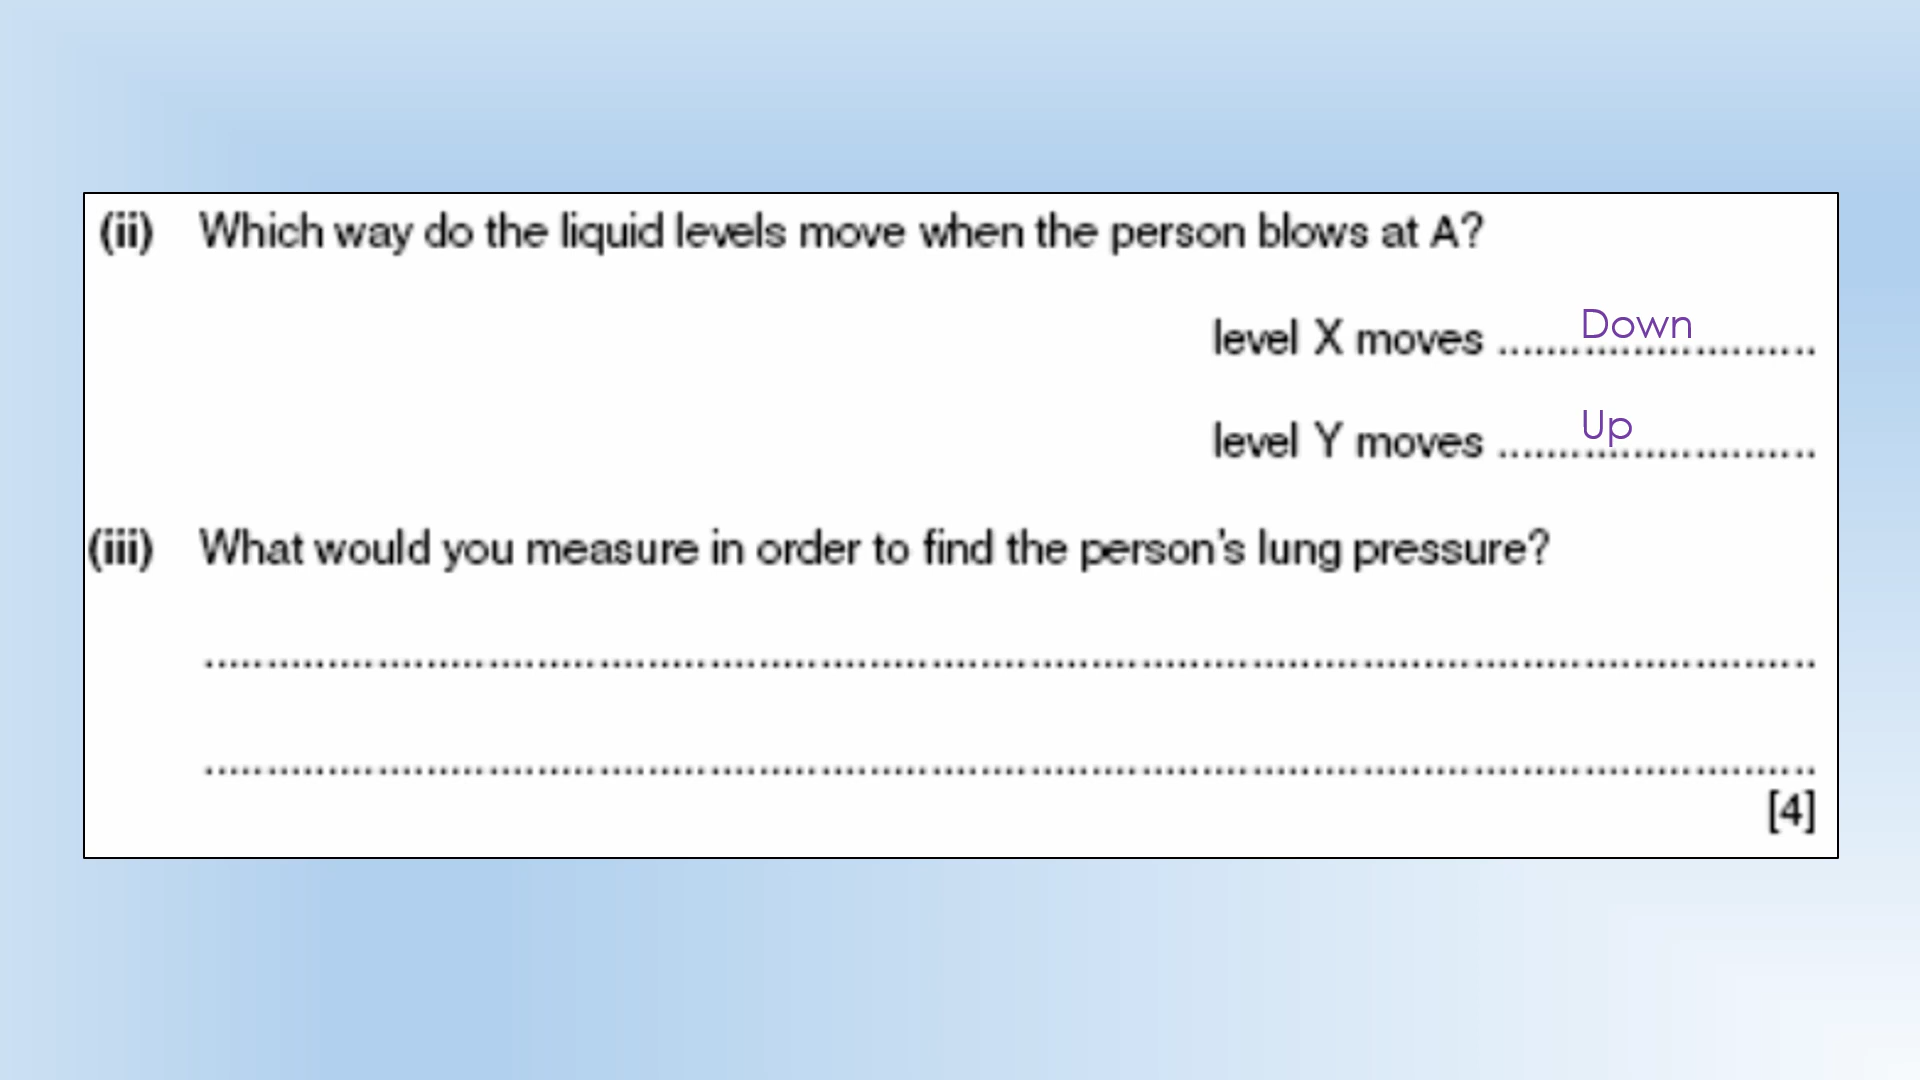 (ii) Which way do the liquid levels move when the person blows at A?
level X moves .......................... Down
level Y moves .......................... Up
(iii) What would you measure in order to find the person's lung pressure?
....................................................................................................................................
....................................................................................................................................
[4]